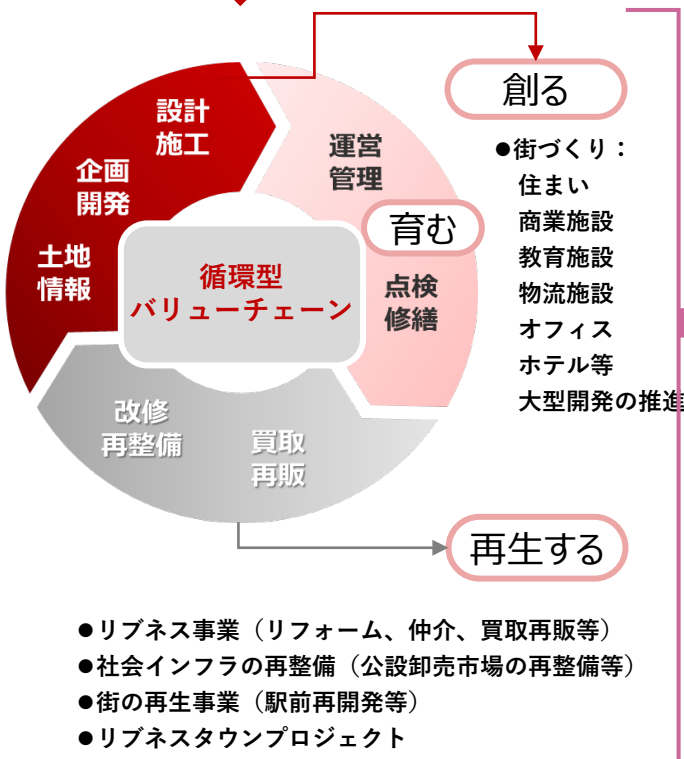 創る
●街づくり：
住まい
商業施設
教育施設
物流施設
オフィス
ホテル等
大型開発の推進
設計
施工
企画
開発
土地
情報
運営
管理
育む
点検
修繕
循環型
バリューチェーン
改修
再整備
買取
再販
再生する
●リブネス事業（リフォーム、仲介、買取再販等）
●社会インフラの再整備（公設卸売市場の再整備等）
●街の再生事業（駅前再開発等）
●リブネスタウンプロジェクト